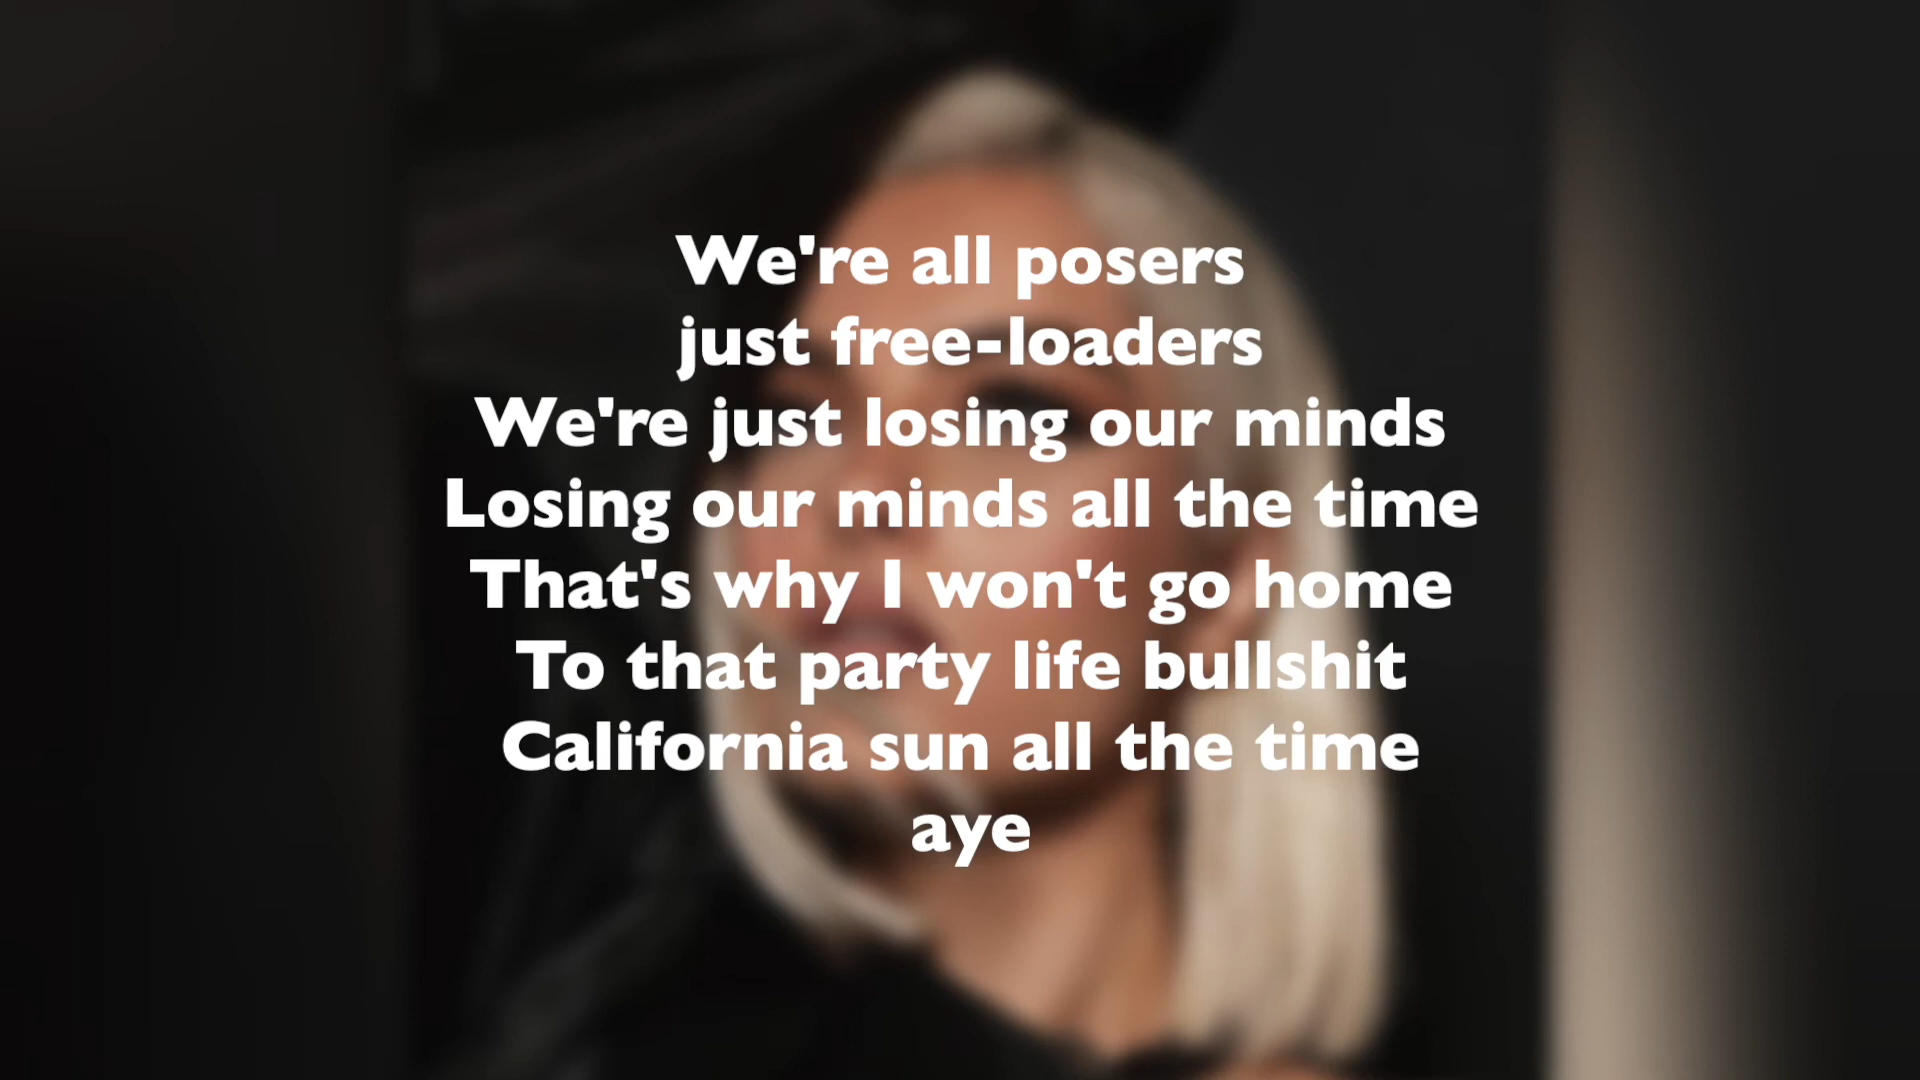 We're all posers
just free-loaders
We're just losing our minds
Losing our minds all the time
That's why I won't go home
To that party life bullshit
California sun all the time
aye